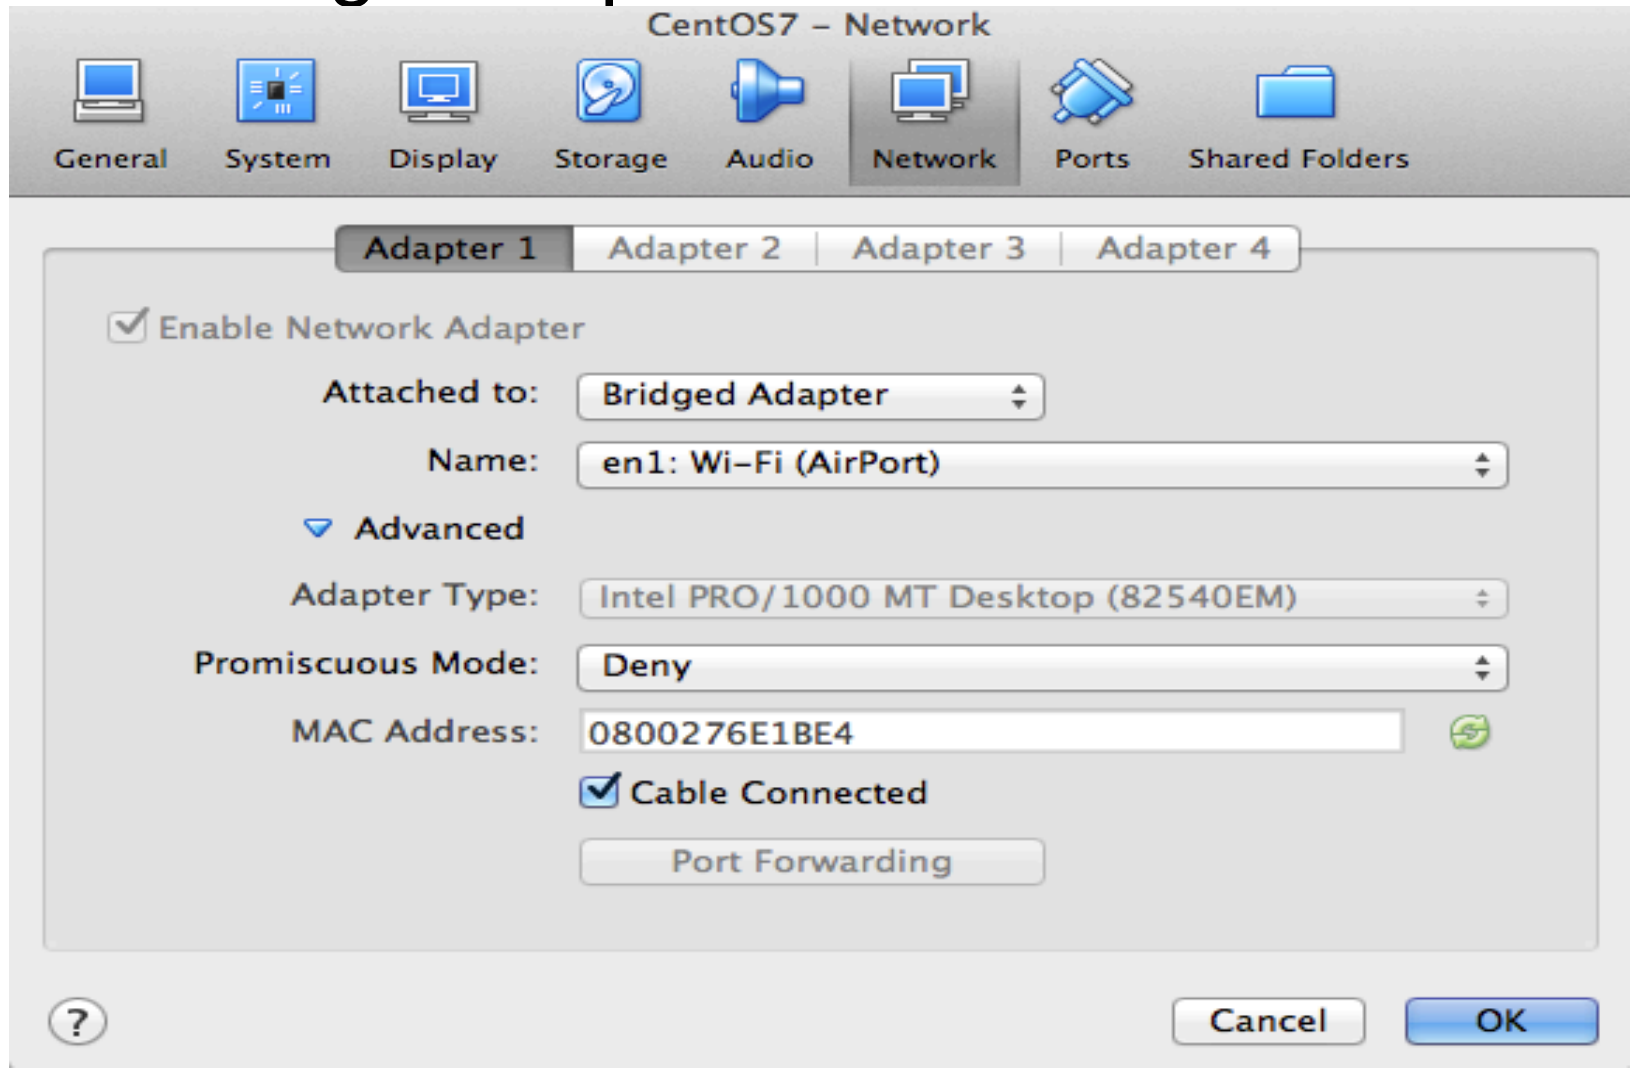 CentOS7 – Network
General System Display Storage Audio Network Ports Shared Folders
Adapter 1 Adapter 2 Adapter 3 Adapter 4
Enable Network Adapter
Attached to: Bridged Adapter
Name: en1: Wi-Fi (AirPort)
Advanced
Adapter Type: Intel PRO/1000 MT Desktop (82540EM)
Promiscuous Mode: Deny
MAC Address: 0800276E1BE4
Cable Connected
Port Forwarding
? Cancel OK